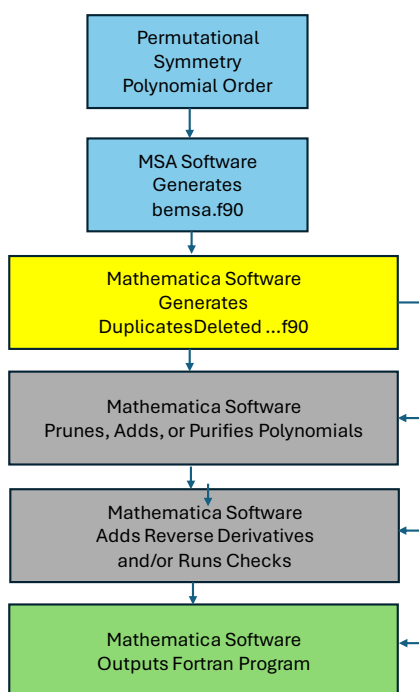 Permutational
Symmetry
Polynomial Order
MSA Software
Generates
bemsa.f90
Mathematica Software
Generates
DuplicatesDeleted ...f90
Mathematica Software
Prunes, Adds, or Purifies Polynomials
Mathematica Software
Adds Reverse Derivatives
and/or Runs Checks
Mathematica Software
Outputs Fortran Program